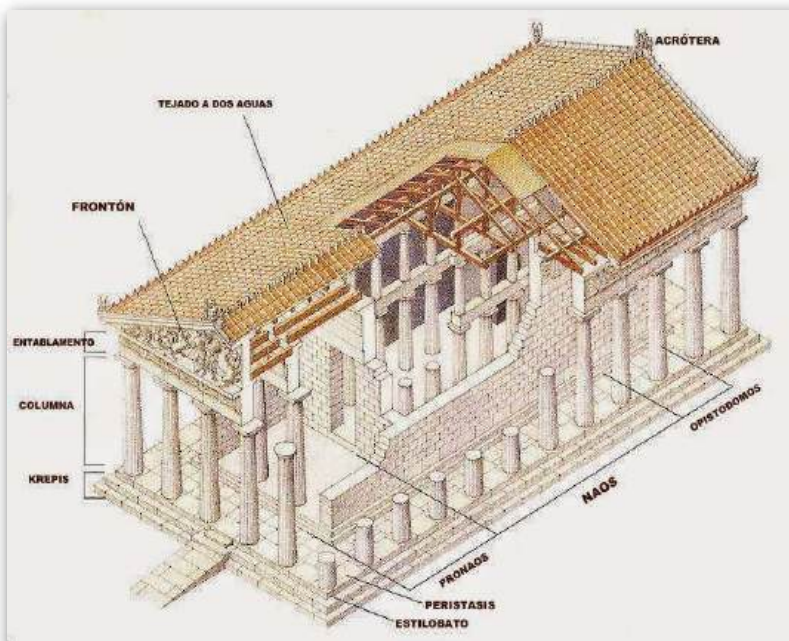 ACRÓTERA
TEJADO A DOS AGUAS
FRONTÓN
ENTABLAMENTO
COLUMNA
KREPIS
OPISTODOMOS
NAOS
PRONAOS
PERISTASIS
ESTILOBATO